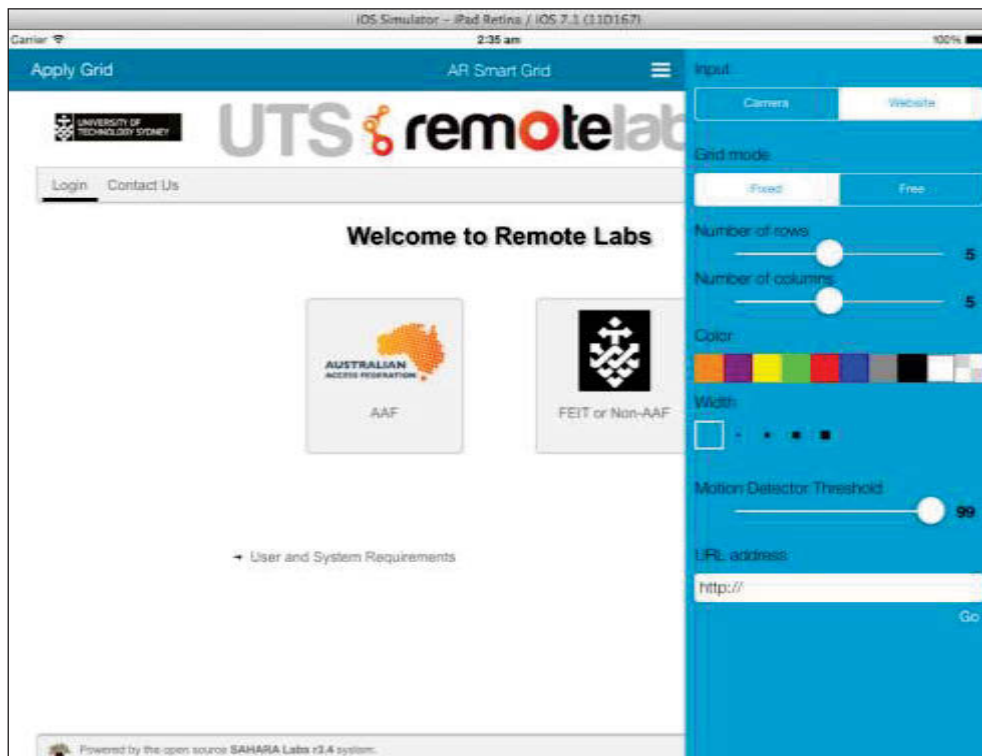 iOS Simulator – iPad Retina / iOS 7.1 (11D167)
Carrier 2:35 am 100%
Apply Grid AR Smart Grid
UNIVERSITY OF
TECHNOLOGY SYDNEY
UTS remotelab
Login Contact Us
Welcome to Remote Labs
AUSTRALIAN
ACCESS FEDERATION
AAF
FEIT or Non-AAF
➔ User and System Requirements
Powered by the open source SAHARA Labs r3.4 system.
Input
Camera Website
Grid mode
Fixed Free
Number of rows
5
Number of columns
5
Color
Width
Motion Detector Threshold
99
URL address
http://
Go